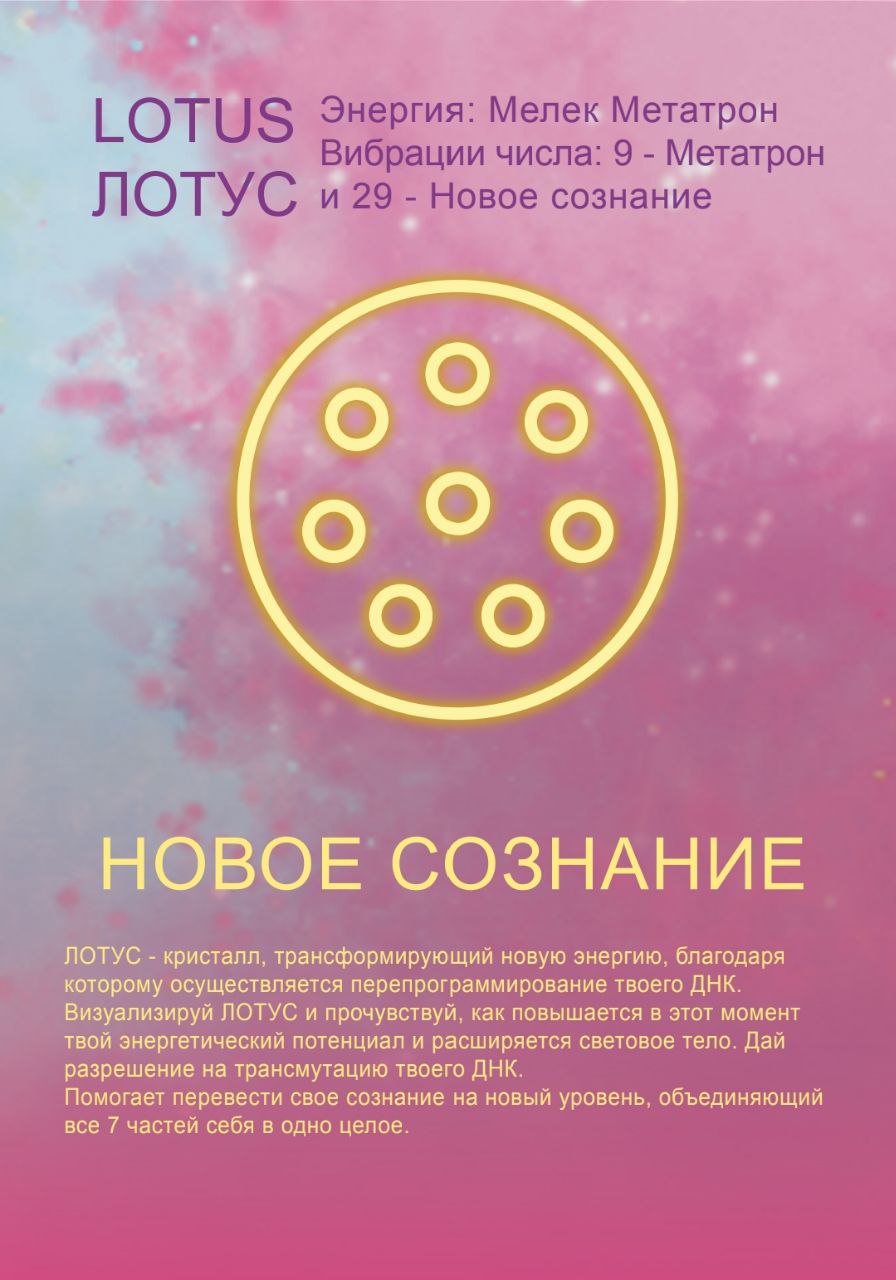 LOTUS
ЛОТУС
Энергия: Мелек Метатрон
Вибрации числа: 9 - Метатрон
и 29 - Новое сознание
НОВОЕ СОЗНАНИЕ
ЛОТУС - кристалл, трансформирующий новую энергию, благодаря
которому осуществляется перепрограммирование твоего ДНК.
Визуализируй ЛОТУС и прочувствуй, как повышается в этот момент
твой энергетический потенциал и расширяется световое тело. Дай
разрешение на трансмутацию твоего ДНК.
Помогает перевести свое сознание на новый уровень, объединяющий
все 7 частей себя в одно целое.